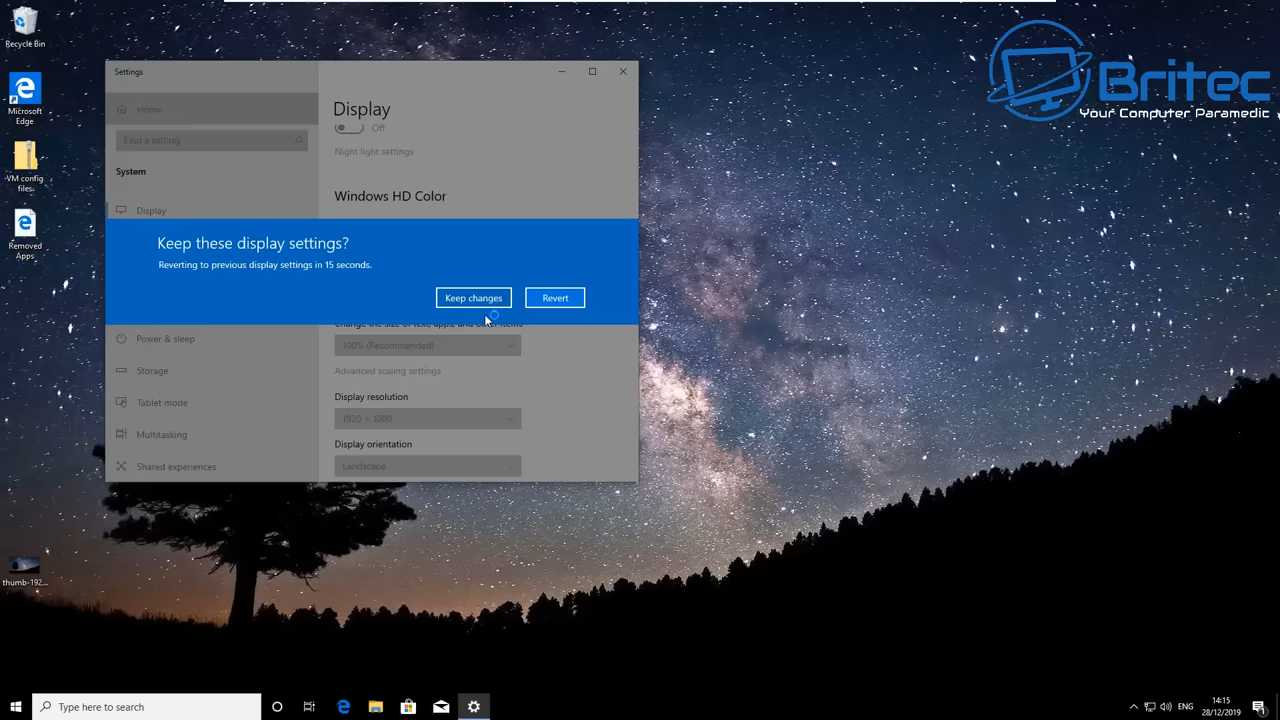 Recycle Bin
Microsoft
Edge
VM config
files.
Removed
Apps
thumb-192...
Britec
Your Computer Paramedic
Settings
Home
Find a setting
System
Display
Power & sleep
Storage
Tablet mode
Multitasking
Shared experiences
Display
Off
Night light settings
Windows HD Color
Keep these display settings?
Reverting to previous display settings in 15 seconds.
Keep changes
Revert
Change the size of text, apps, and other items
100% (Recommended)
Advanced scaling settings
Display resolution
1920 × 1080
Display orientation
Landscape
Type here to search
ENG
14:15
28/12/2019
1